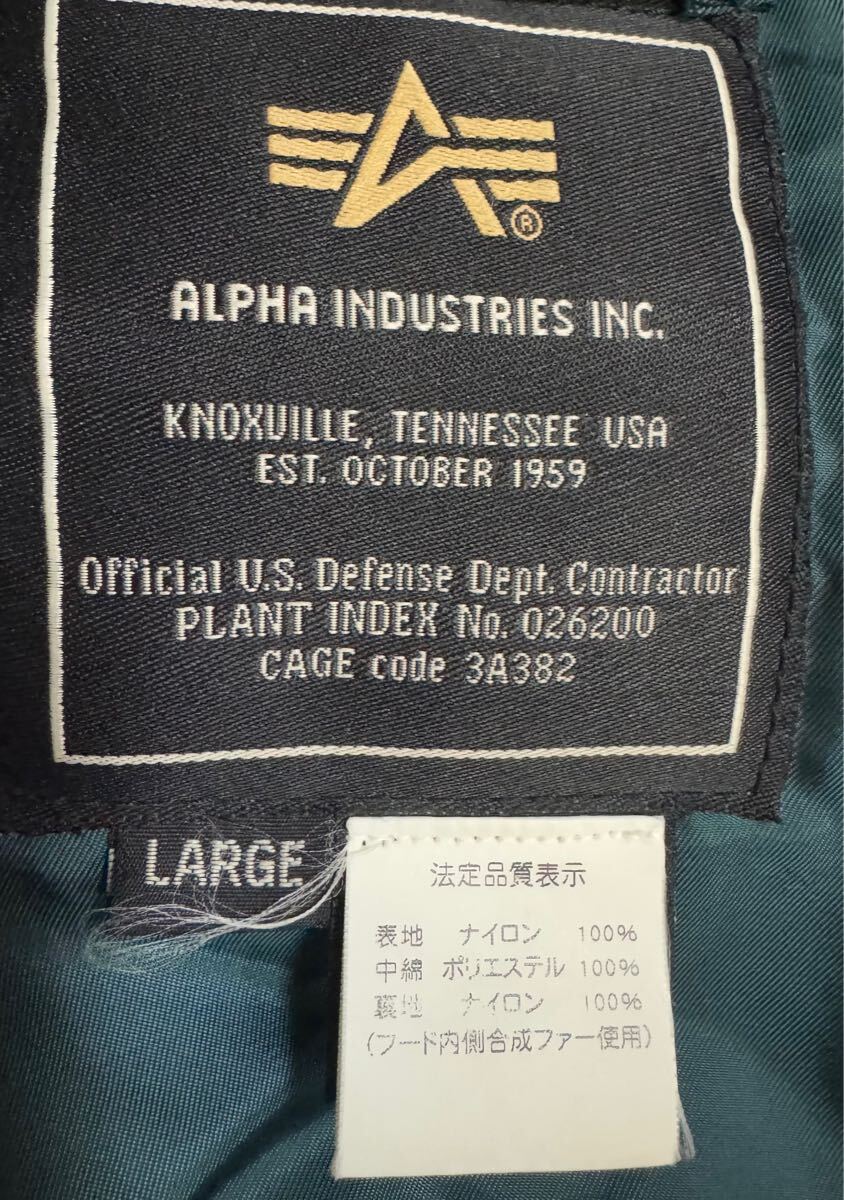 ®
ALPHA INDUSTRIES INC.
KNOXVILLE, TENNESSEE USA
EST. OCTOBER 1959
Official U.S. Defense Dept. Contractor
PLANT INDEX No. 026200
CAGE code 3A382
LARGE
法定品質表示
表地 ナイロン 100%
中綿 ポリエステル 100%
裏地 ナイロン 100%
(フード内側合成ファー使用)